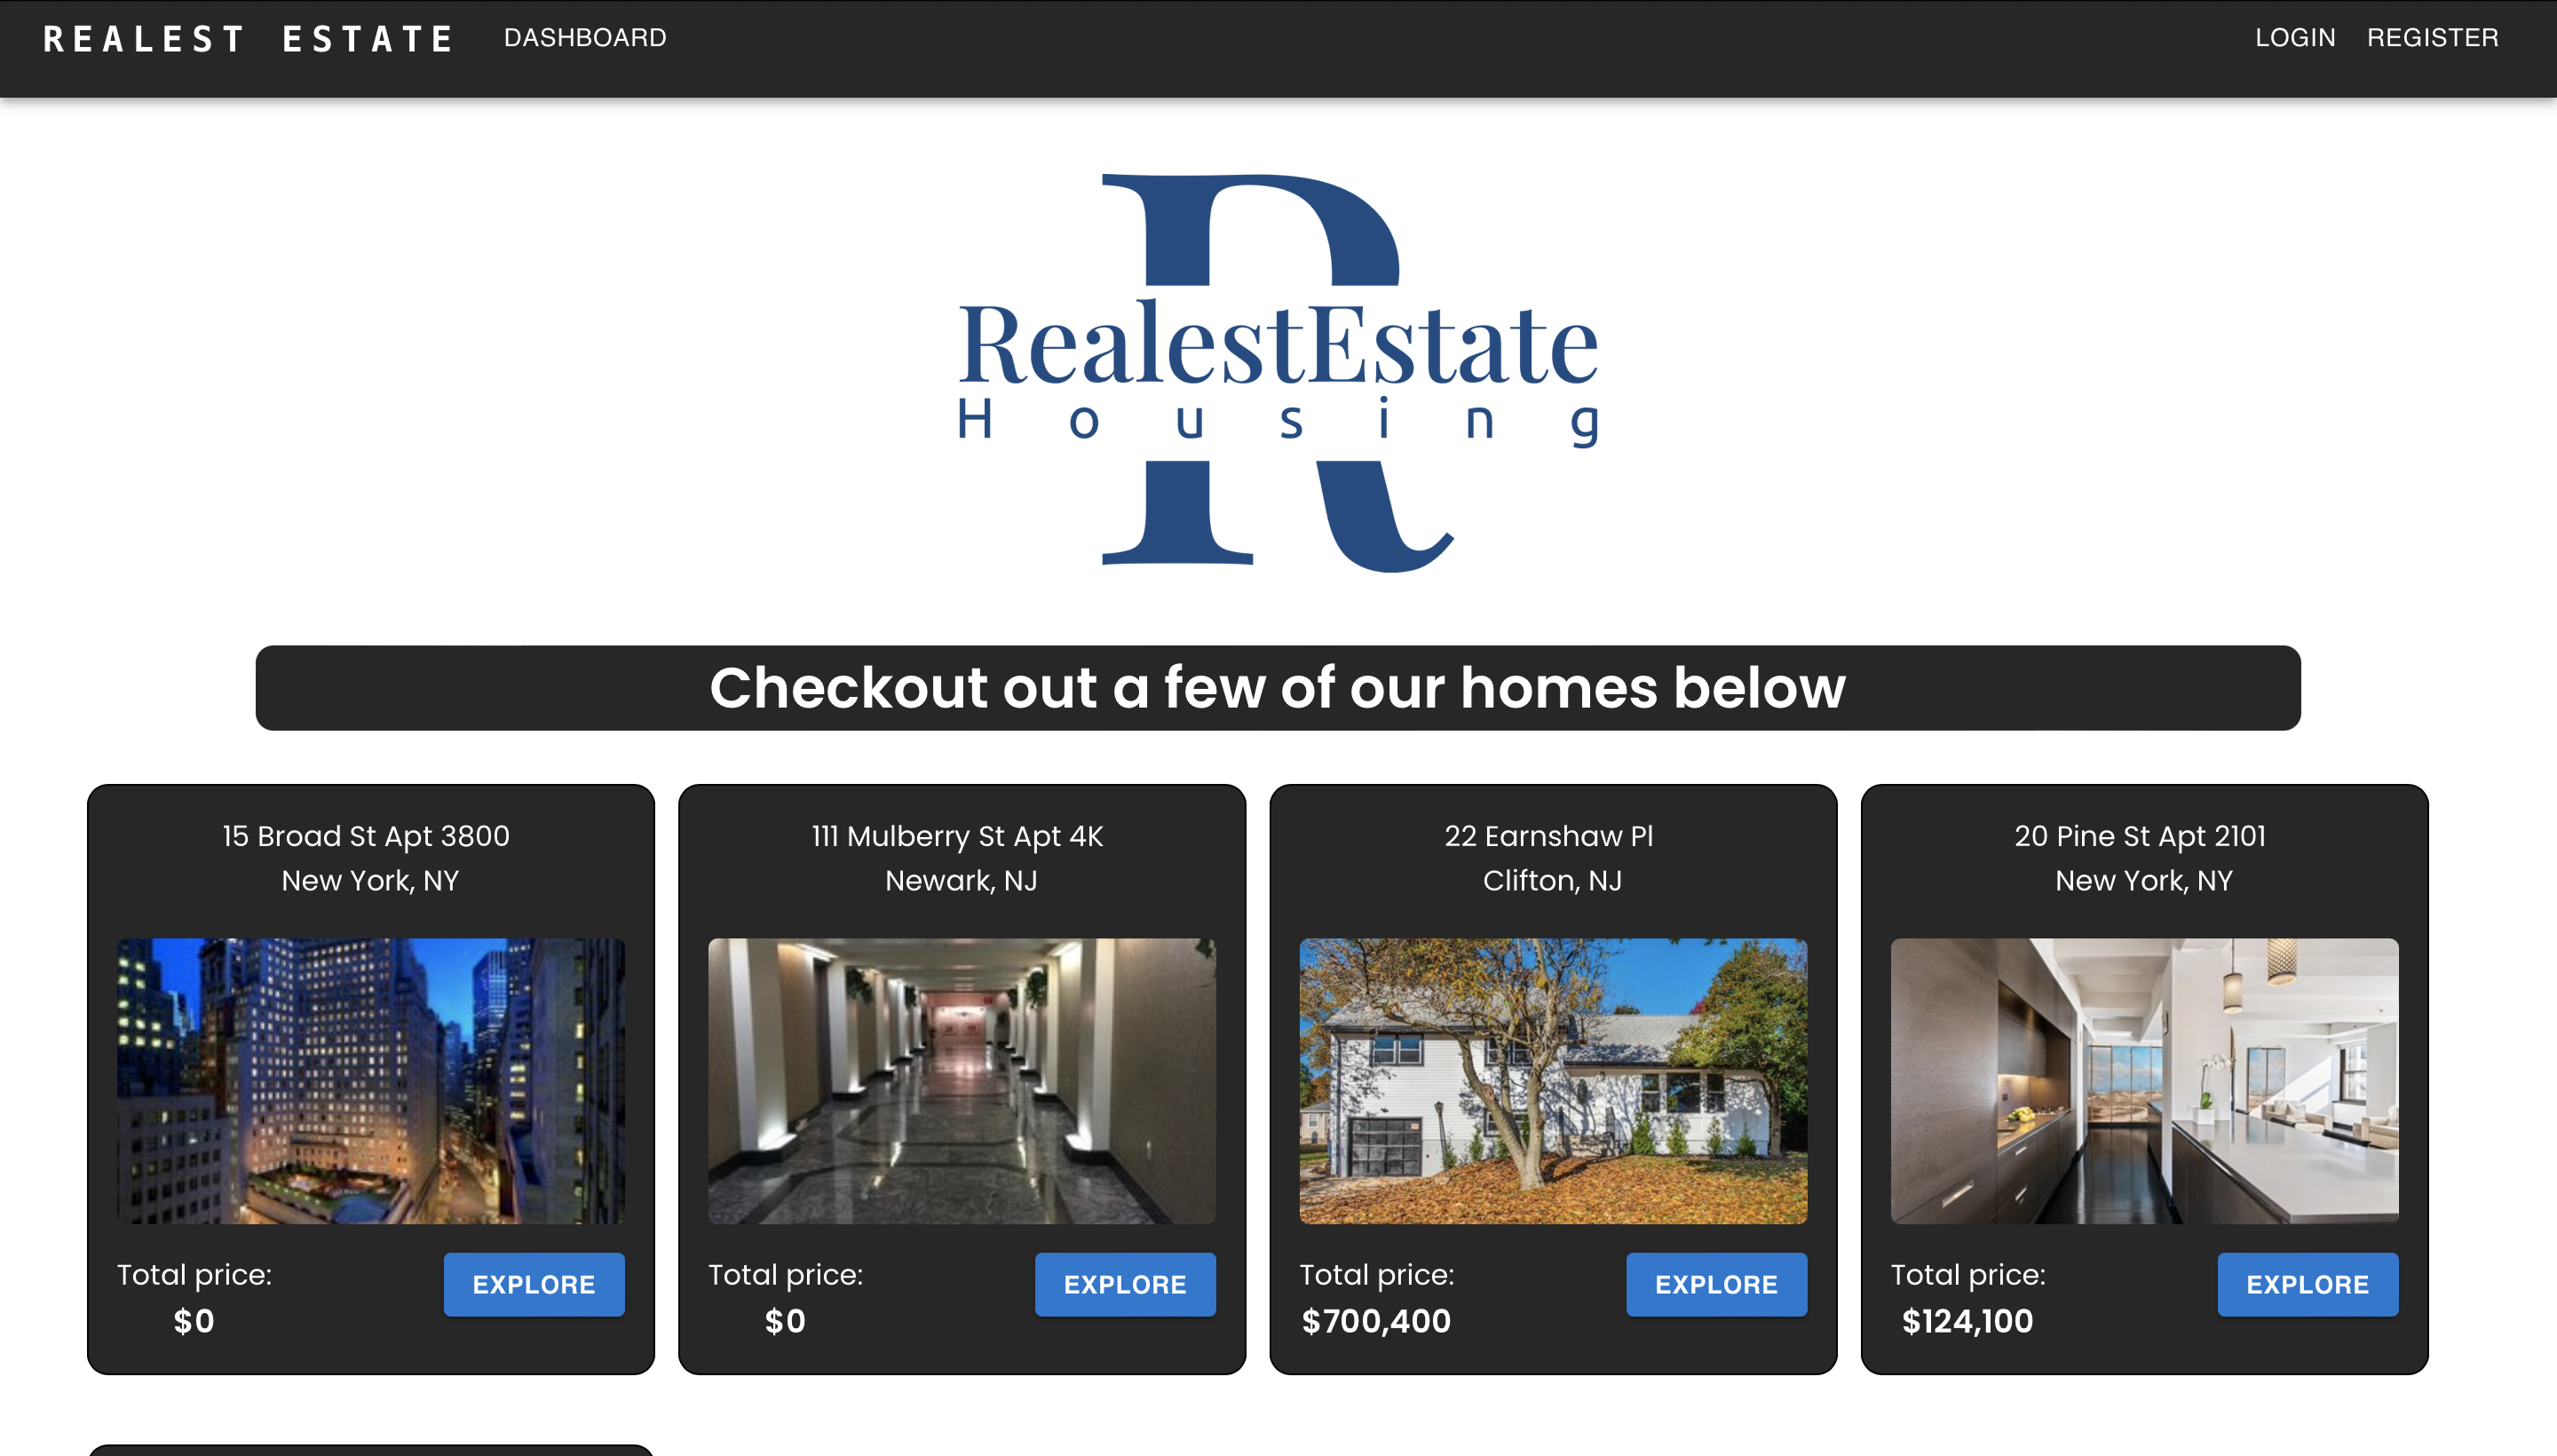 REALEST ESTATE DASHBOARD LOGIN REGISTER
RealestEstate
Housing
Checkout out a few of our homes below
15 Broad St Apt 3800
New York, NY
Total price:
$0
EXPLORE
111 Mulberry St Apt 4K
Newark, NJ
Total price:
$0
EXPLORE
22 Earnshaw Pl
Clifton, NJ
Total price:
$700,400
EXPLORE
20 Pine St Apt 2101
New York, NY
Total price:
$124,100
EXPLORE